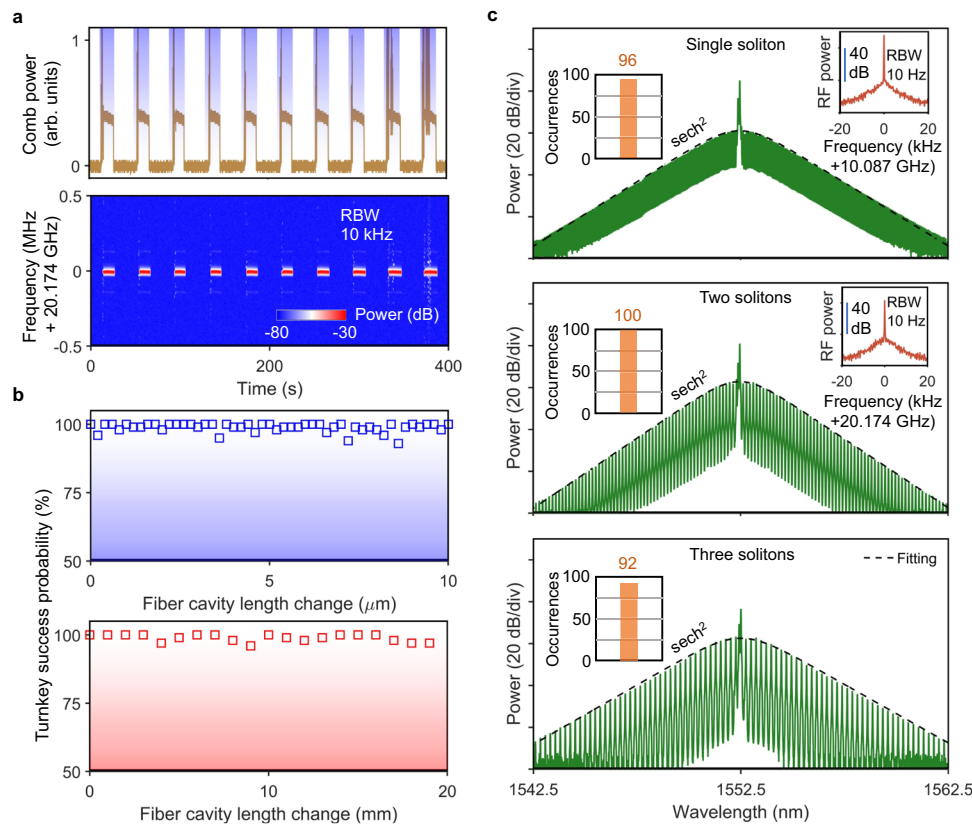 a
Comb power
(arb. units)
1
0
Frequency (MHz
+ 20.174 GHz)
0.5
0
-0.5
RBW
10 kHz
Power (dB)
-80
-30
0
200
400
Time (s)
b
Turnkey success probability (%)
100
75
50
0
5
10
Fiber cavity length change (μm)
100
75
50
0
10
20
Fiber cavity length change (mm)
c
Power (20 dB/div)
Single soliton
96
Occurrences
100
50
0
sech²
RF power
40
dB
RBW
10 Hz
-20
0
20
Frequency (kHz
+10.087 GHz)
Power (20 dB/div)
Two solitons
100
Occurrences
100
50
0
sech²
RF power
40
dB
RBW
10 Hz
-20
0
20
Frequency (kHz
+20.174 GHz)
Power (20 dB/div)
Three solitons
Fitting
92
Occurrences
100
50
0
sech²
1542.5
1552.5
1562.5
Wavelength (nm)